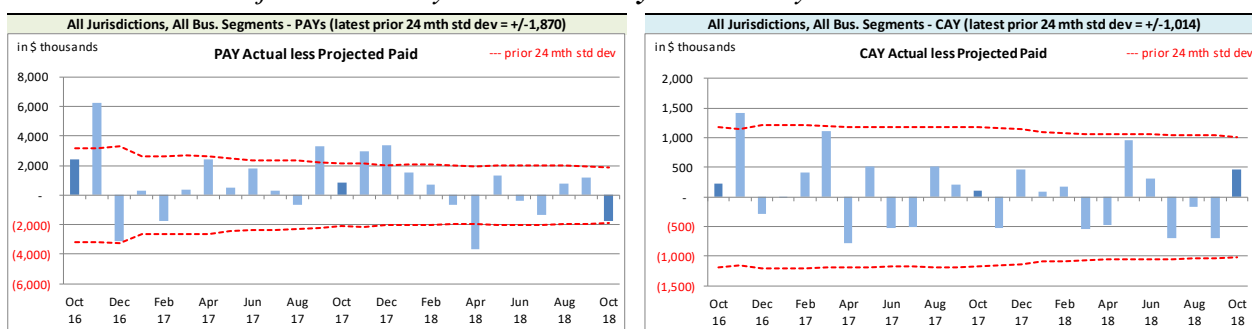 All Jurisdictions, All Bus. Segments - PAYs (latest prior 24 mth std dev = +/-1,870)
in $ thousands
PAY Actual less Projected Paid
--- prior 24 mth std dev
8,000
6,000
4,000
2,000
-
(2,000)
(4,000)
(6,000)
Oct Dec Feb Apr Jun Aug Oct Dec Feb Apr Jun Aug Oct
16 16 17 17 17 17 17 17 18 18 18 18 18
All Jurisdictions, All Bus. Segments - CAY (latest prior 24 mth std dev = +/-1,014)
in $ thousands
CAY Actual less Projected Paid
--- prior 24 mth std dev
2,000
1,500
1,000
500
-
(500)
(1,000)
(1,500)
Oct Dec Feb Apr Jun Aug Oct Dec Feb Apr Jun Aug Oct
16 16 17 17 17 17 17 17 18 18 18 18 18